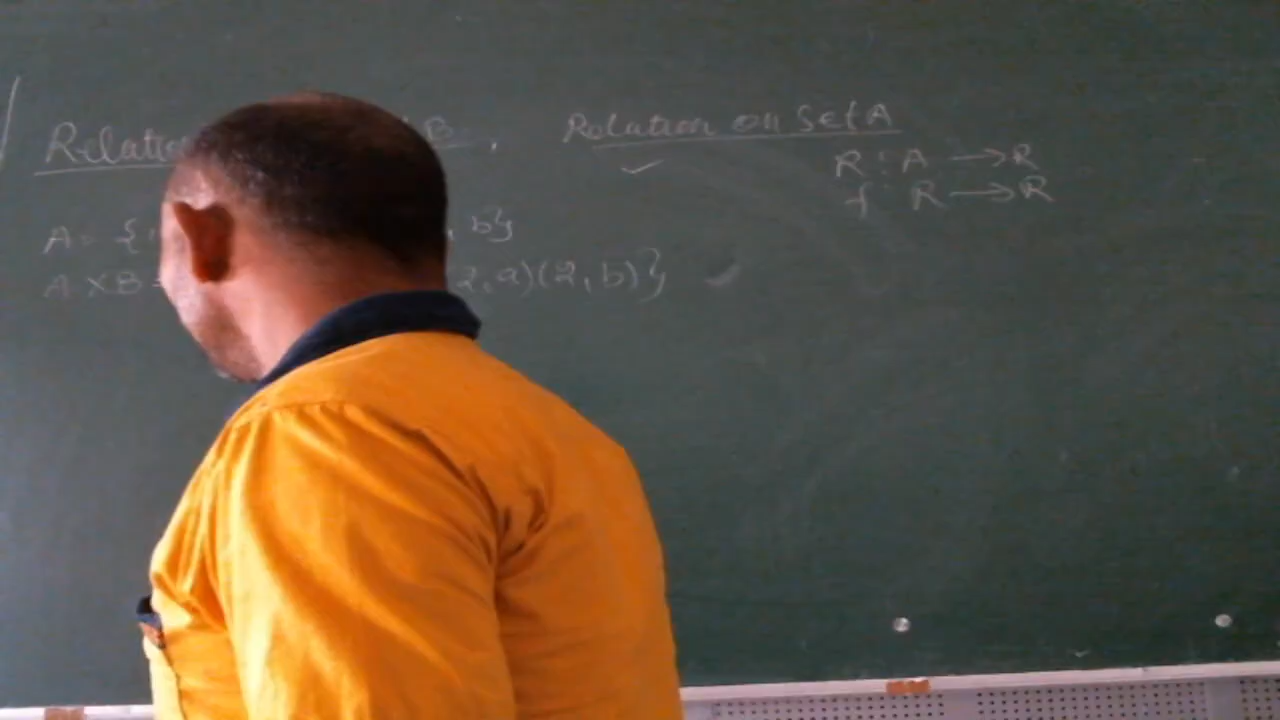 Relation B, Relation on Set A
R : A → R
f R → R
A = { , b}
A X B = 2, a) (2, b)}